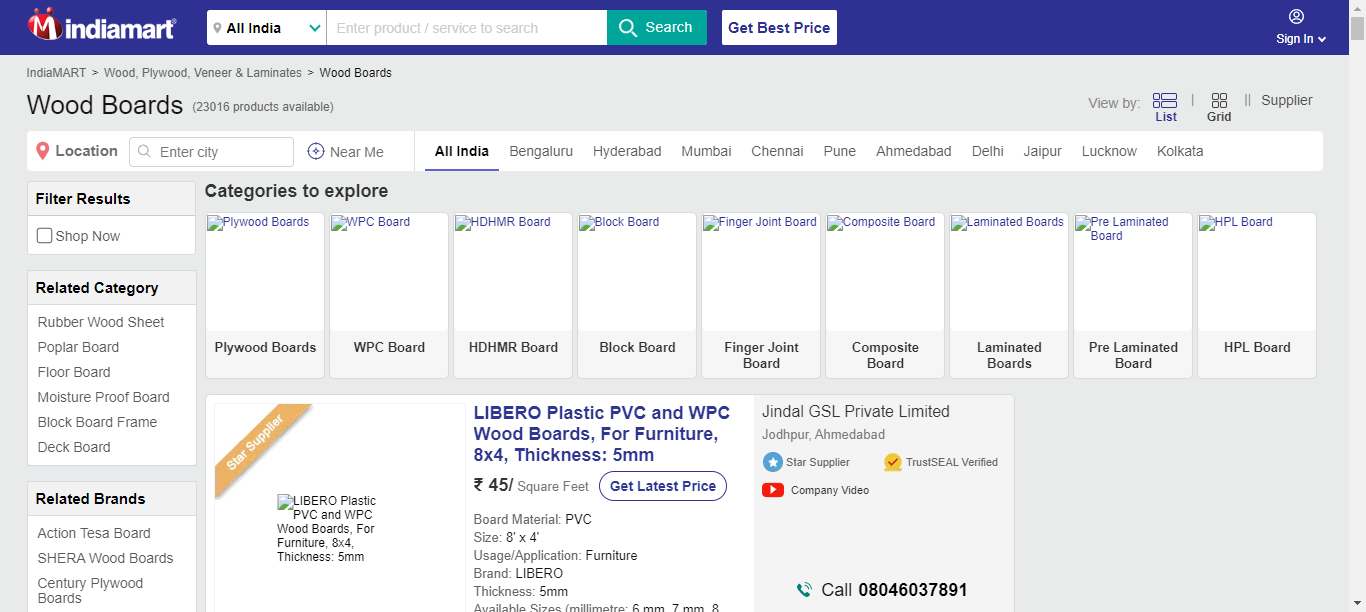 indiamart
All India
Enter product / service to search
Search
Get Best Price
Sign In
IndiaMART > Wood, Plywood, Veneer & Laminates > Wood Boards
Wood Boards (23016 products available)
View by:
List
|
Grid
||
Supplier
Location
Enter city
Near Me
All India
Bengaluru
Hyderabad
Mumbai
Chennai
Pune
Ahmedabad
Delhi
Jaipur
Lucknow
Kolkata
Filter Results
Shop Now
Related Category
Rubber Wood Sheet
Poplar Board
Floor Board
Moisture Proof Board
Block Board Frame
Deck Board
Related Brands
Action Tesa Board
SHERA Wood Boards
Century Plywood
Boards
Categories to explore
Plywood Boards
WPC Board
HDHMR Board
Block Board
Finger Joint Board
Composite Board
Laminated Boards
Pre Laminated
Board
HPL Board
Plywood Boards
WPC Board
HDHMR Board
Block Board
Finger Joint
Board
Composite
Board
Laminated
Boards
Pre Laminated
Board
HPL Board
Star Supplier
LIBERO Plastic
PVC and WPC
Wood Boards, For
Furniture, 8x4,
Thickness: 5mm
LIBERO Plastic PVC and WPC
Wood Boards, For Furniture,
8x4, Thickness: 5mm
₹ 45/ Square Feet
Get Latest Price
Board Material: PVC
Size: 8' x 4'
Usage/Application: Furniture
Brand: LIBERO
Thickness: 5mm
Available Sizes (millimetre: 6 mm, 7 mm, 8
Jindal GSL Private Limited
Jodhpur, Ahmedabad
Star Supplier
TrustSEAL Verified
Company Video
Call 08046037891